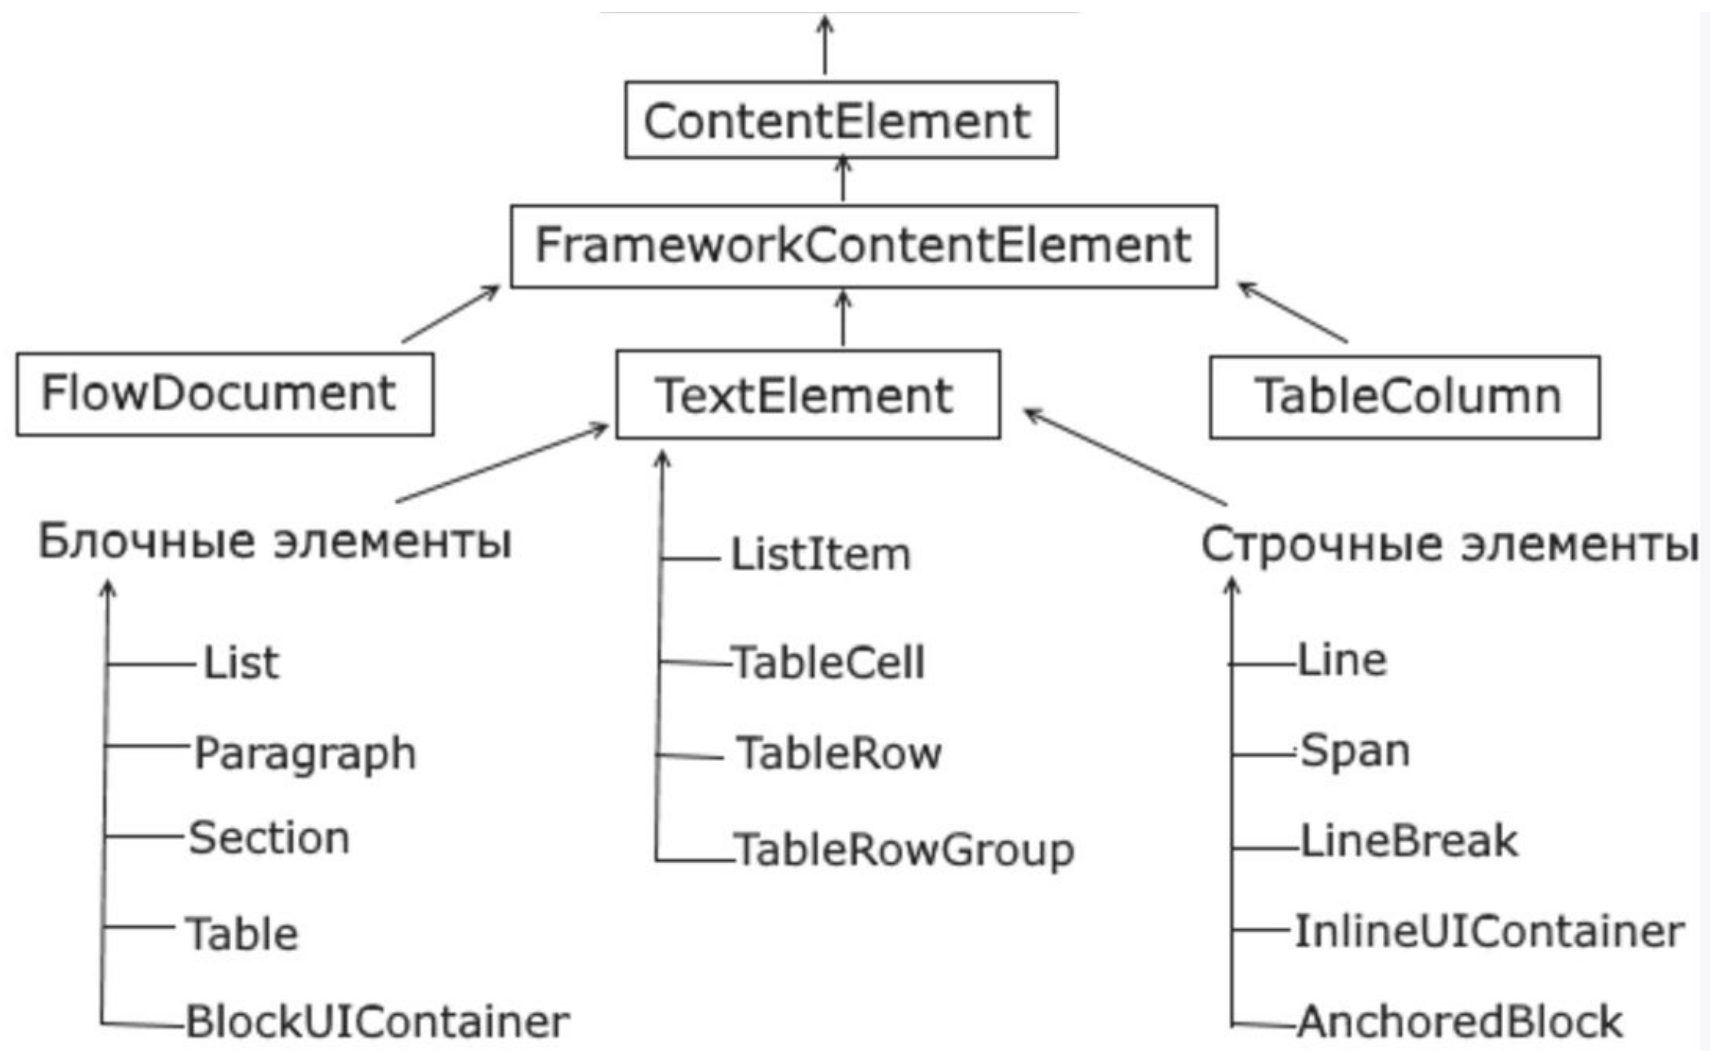 ContentElement
FrameworkContentElement
FlowDocument
TextElement
TableColumn
Блочные элементы
List
Paragraph
Section
Table
BlockUIContainer
ListItem
TableCell
TableRow
TableRowGroup
Строчные элементы
Line
Span
LineBreak
InlineUIContainer
AnchoredBlock